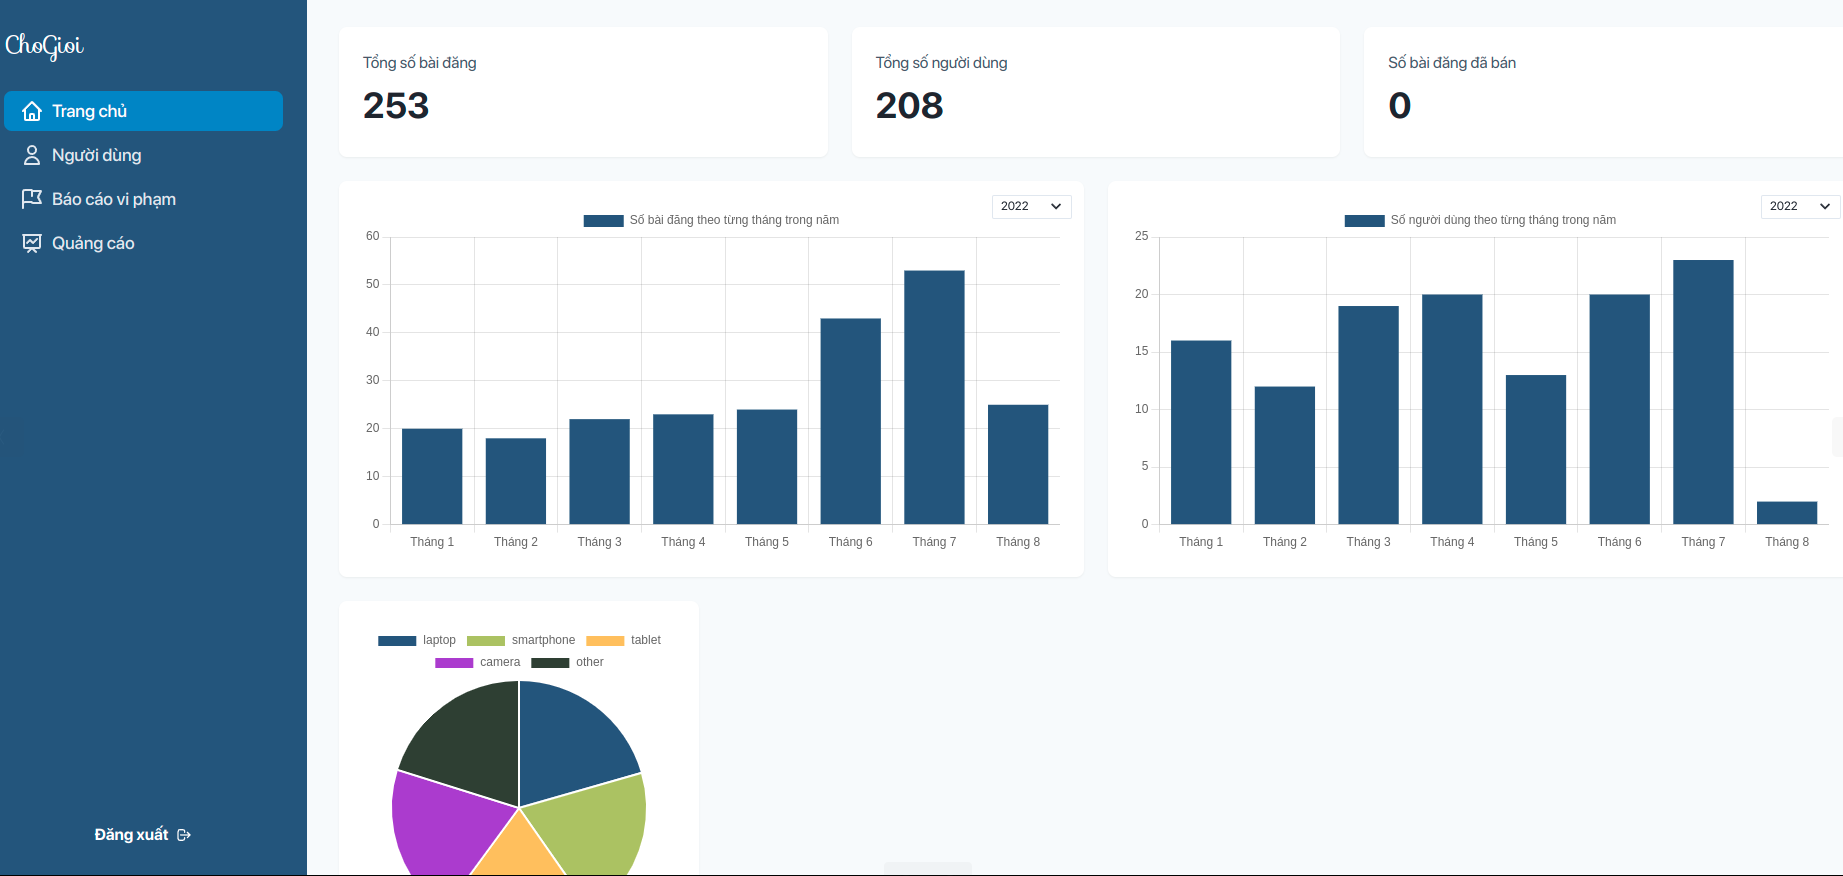 ChoGioi
Trang chủ
Người dùng
Báo cáo vi phạm
Quảng cáo
Đăng xuất
Tổng số bài đăng
253
Tổng số người dùng
208
Số bài đăng đã bán
0
2022
Số bài đăng theo từng tháng trong năm
60
50
40
30
20
10
0
Tháng 1 Tháng 2 Tháng 3 Tháng 4 Tháng 5 Tháng 6 Tháng 7 Tháng 8
2022
Số người dùng theo từng tháng trong năm
25
20
15
10
5
0
Tháng 1 Tháng 2 Tháng 3 Tháng 4 Tháng 5 Tháng 6 Tháng 7 Tháng 8
laptop smartphone tablet
camera other